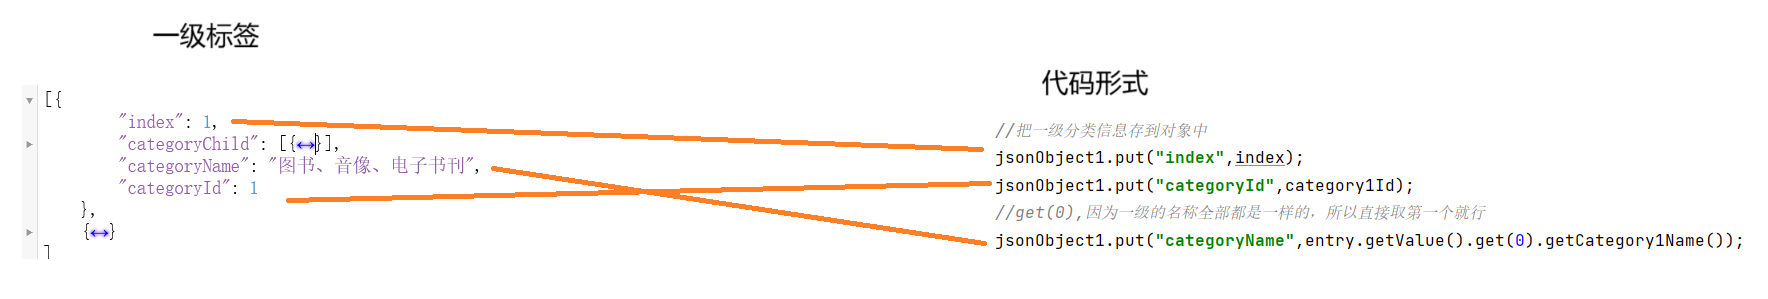 一级标签
[{
"index": 1,
"categoryChild": [{↔}],
"categoryName": "图书、音像、电子书刊",
"categoryId": 1
},
{↔}
]
代码形式
//把一级分类信息存到对象中
jsonObject1.put("index",index);
jsonObject1.put("categoryId",category1Id);
//get(0),因为一级的名称全部都是一样的，所以直接取第一个就行
jsonObject1.put("categoryName",entry.getValue().get(0).getCategory1Name());